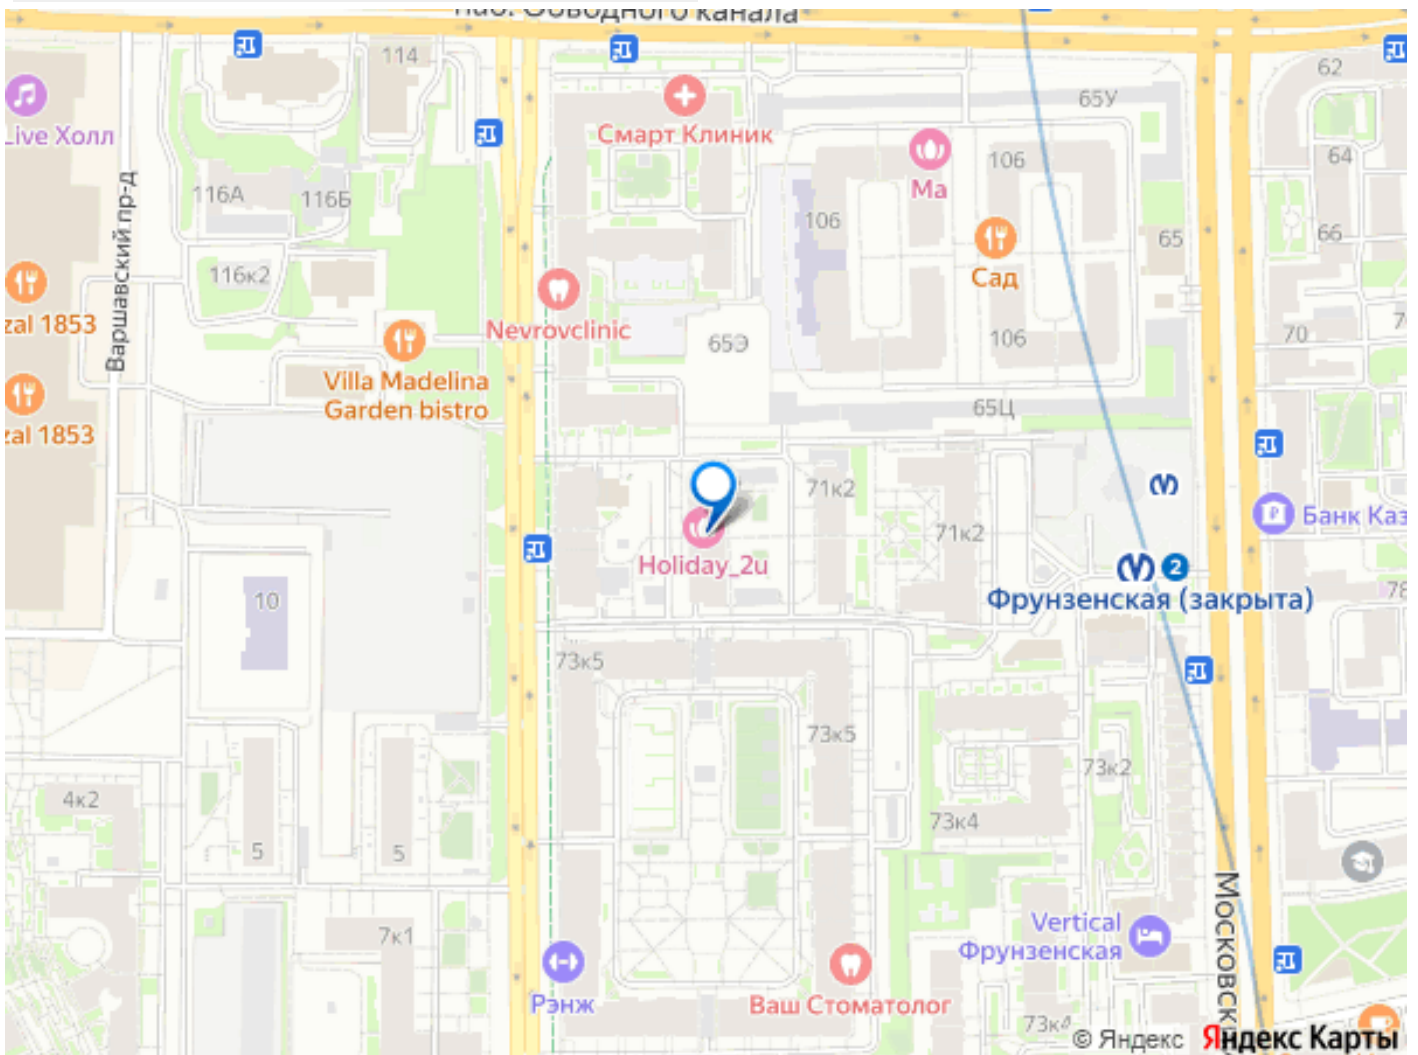 наб. Обводного канала
114
62
Live Холл
65У
Смарт Клиник
106
64
Ма
116А
116Б
106
66
65
Варшавский пр-д
116к2
Сад
zal 1853
Nevrovclinic
65Э
106
70
Villa Madelina
Garden bistro
65Ц
zal 1853
71к2
Банк Каз
71к2
Holiday_2u
2
Фрунзенская (закрыта)
10
78
73к5
73к5
73к2
4к2
73к4
5
5
Московски
Vertical
Фрунзенская
7к1
Рэнж
Ваш Стоматолог
73к4
© Яндекс Яндекс Карты